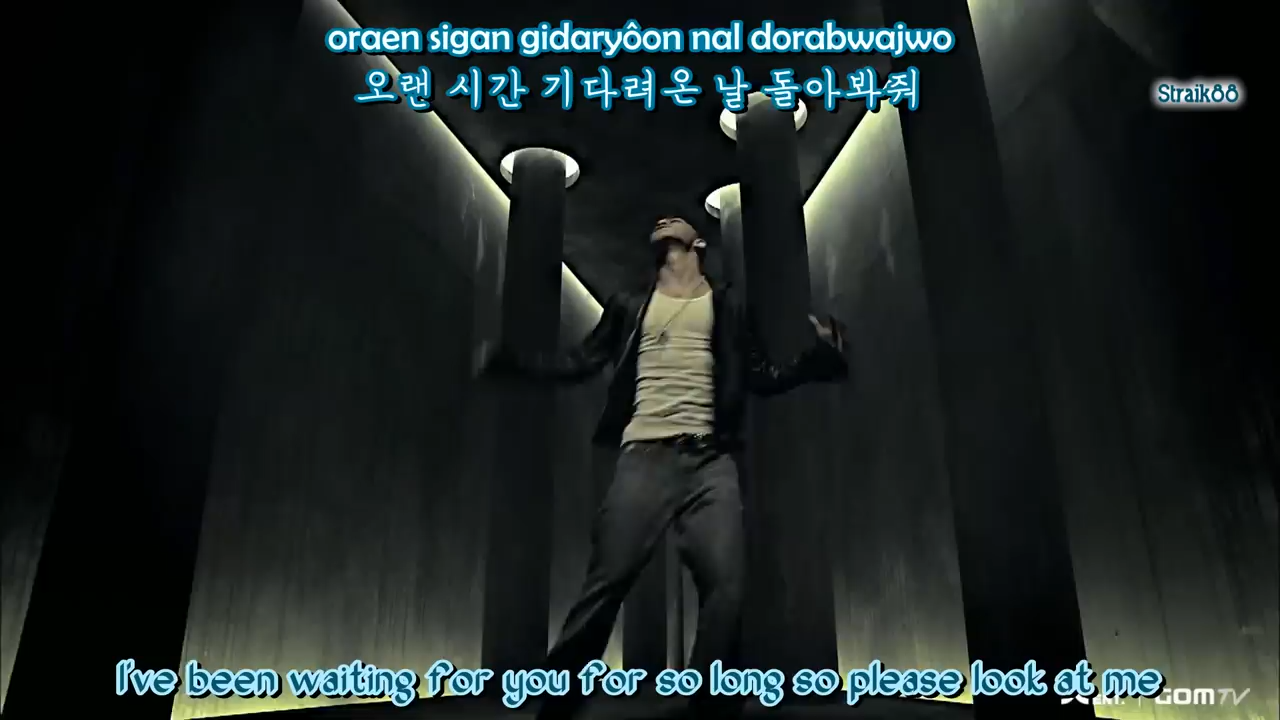 oraen sigan gidaryôon nal dorabwajwo
오랜 시간 기다려온 날 돌아봐줘
Straik88
I've been waiting for you for so long so please look at me
GOMTV